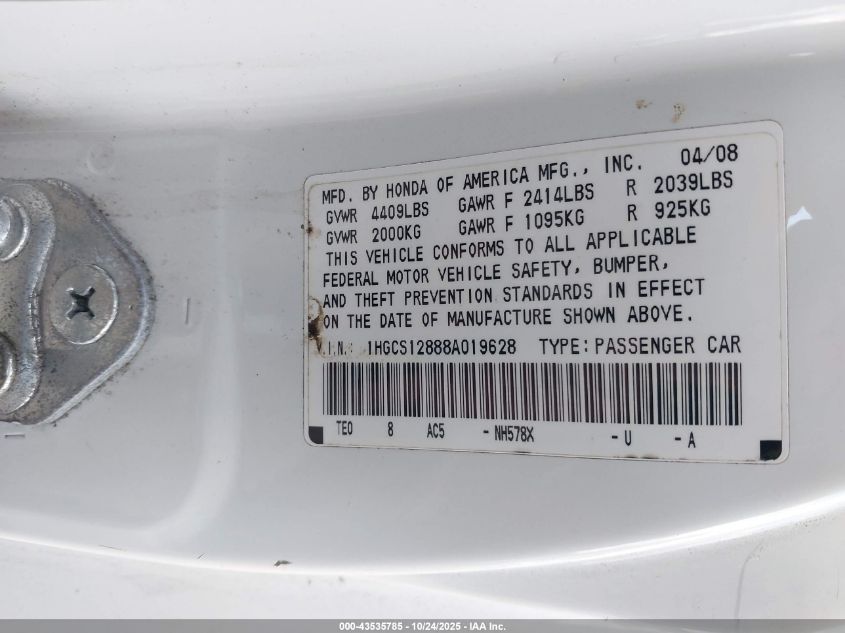 MFD. BY HONDA OF AMERICA MFG., INC. 04/08
GVWR 4409LBS GAWR F 2414LBS R 2039LBS
GVWR 2000KG GAWR F 1095KG R 925KG
THIS VEHICLE CONFORMS TO ALL APPLICABLE
FEDERAL MOTOR VEHICLE SAFETY, BUMPER,
AND THEFT PREVENTION STANDARDS IN EFFECT
ON THE DATE OF MANUFACTURE SHOWN ABOVE.
.I.N.: 1HGCS12888A019628 TYPE: PASSENGER CAR
TE0 8 AC5 - NH578X - U - A
000-43535785 - 10/24/2025 - IAA Inc.